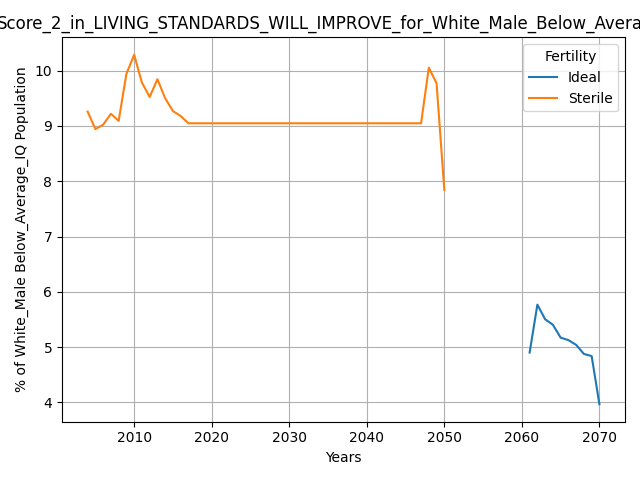 Score_2_in_LIVING_STANDARDS_WILL_IMPROVE_for_White_Male_Below_Avera
% of White_Male Below_Average_IQ Population
10
9
8
7
6
5
4
Fertility
Ideal
Sterile
2010 2020 2030 2040 2050 2060 2070
Years